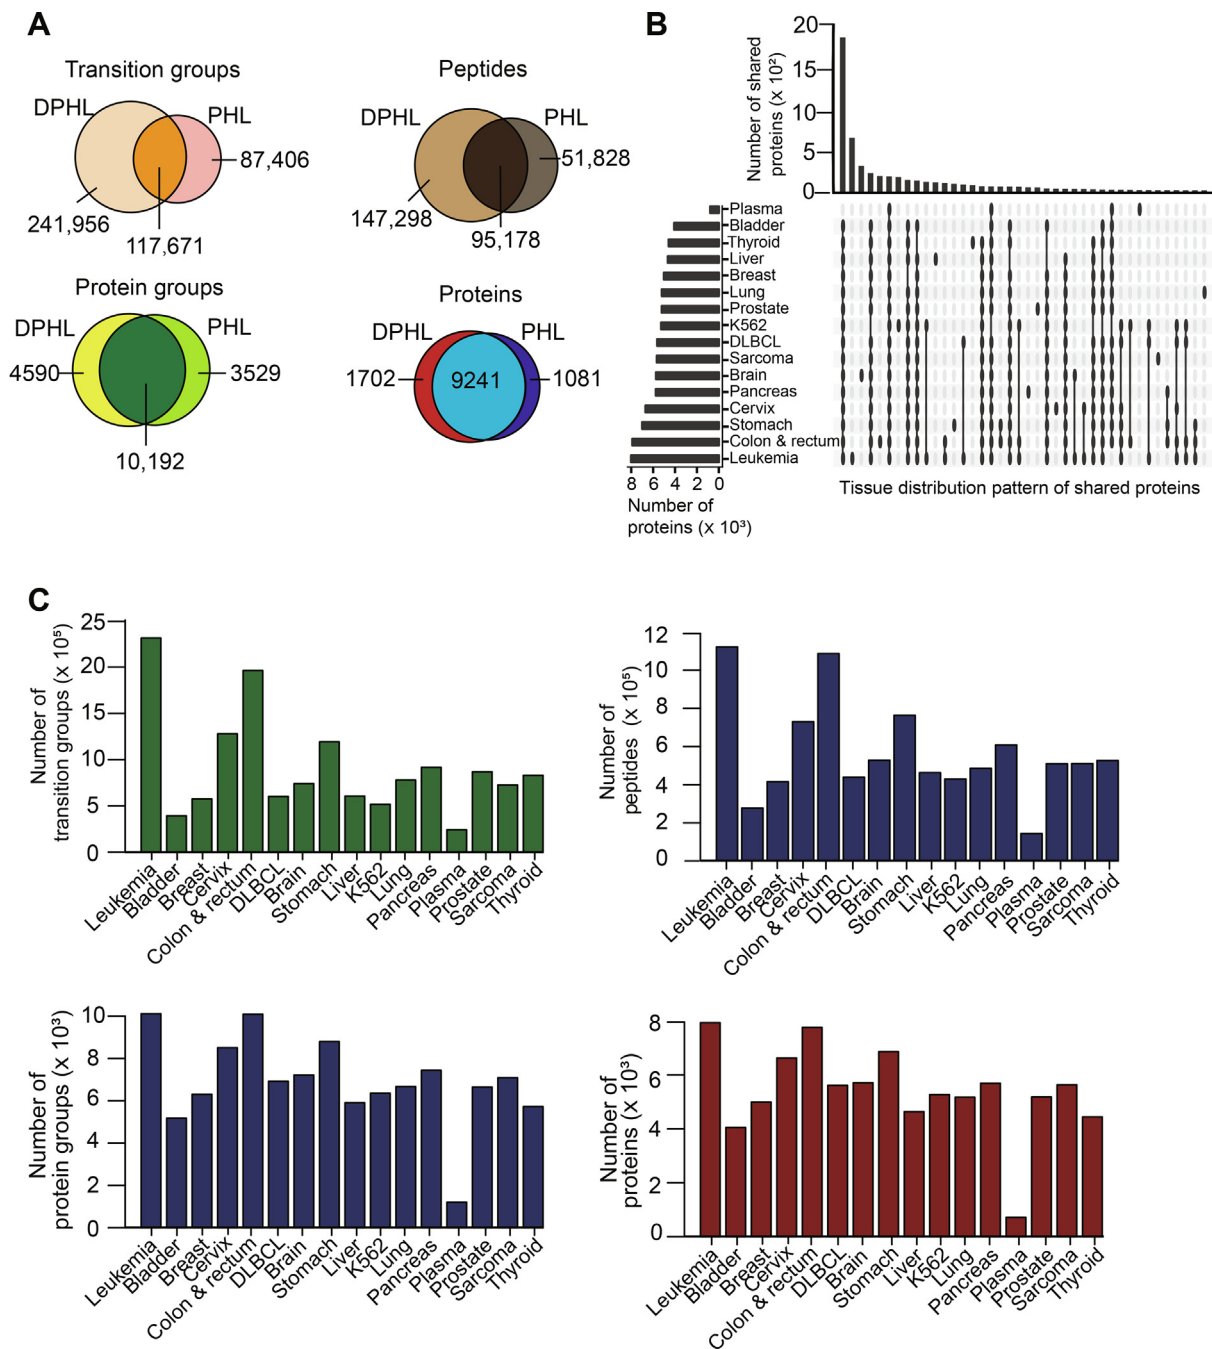 A
Transition groups
DPHL
PHL
87,406
241,956
117,671
Peptides
DPHL
PHL
51,828
147,298
95,178
Protein groups
DPHL
PHL
4590
3529
10,192
Proteins
DPHL
PHL
1702
9241
1081
B
Number of shared
proteins (x 10²)
20
15
10
5
0
Plasma
Bladder
Thyroid
Liver
Breast
Lung
Prostate
K562
DLBCL
Sarcoma
Brain
Pancreas
Cervix
Stomach
Colon & rectum
Leukemia
8 6 4 2 0
Number of
proteins (x 10³)
Tissue distribution pattern of shared proteins
C
Number of
transition groups (x 10⁵)
25
20
15
10
5
0
Leukemia
Bladder
Breast
Cervix
Colon & rectum
DLBCL
Brain
Stomach
Liver
K562
Lung
Pancreas
Plasma
Prostate
Sarcoma
Thyroid
Number of
peptides (x 10⁵)
12
10
8
6
4
2
0
Leukemia
Bladder
Breast
Cervix
Colon & rectum
DLBCL
Brain
Stomach
Liver
K562
Lung
Pancreas
Plasma
Prostate
Sarcoma
Thyroid
Number of
protein groups (x 10³)
10
8
6
4
2
0
Leukemia
Bladder
Breast
Cervix
Colon & rectum
DLBCL
Brain
Stomach
Liver
K562
Lung
Pancreas
Plasma
Prostate
Sarcoma
Thyroid
Number of
proteins (x 10³)
8
6
4
2
0
Leukemia
Bladder
Breast
Cervix
Colon & rectum
DLBCL
Brain
Stomach
Liver
K562
Lung
Pancreas
Plasma
Prostate
Sarcoma
Thyroid